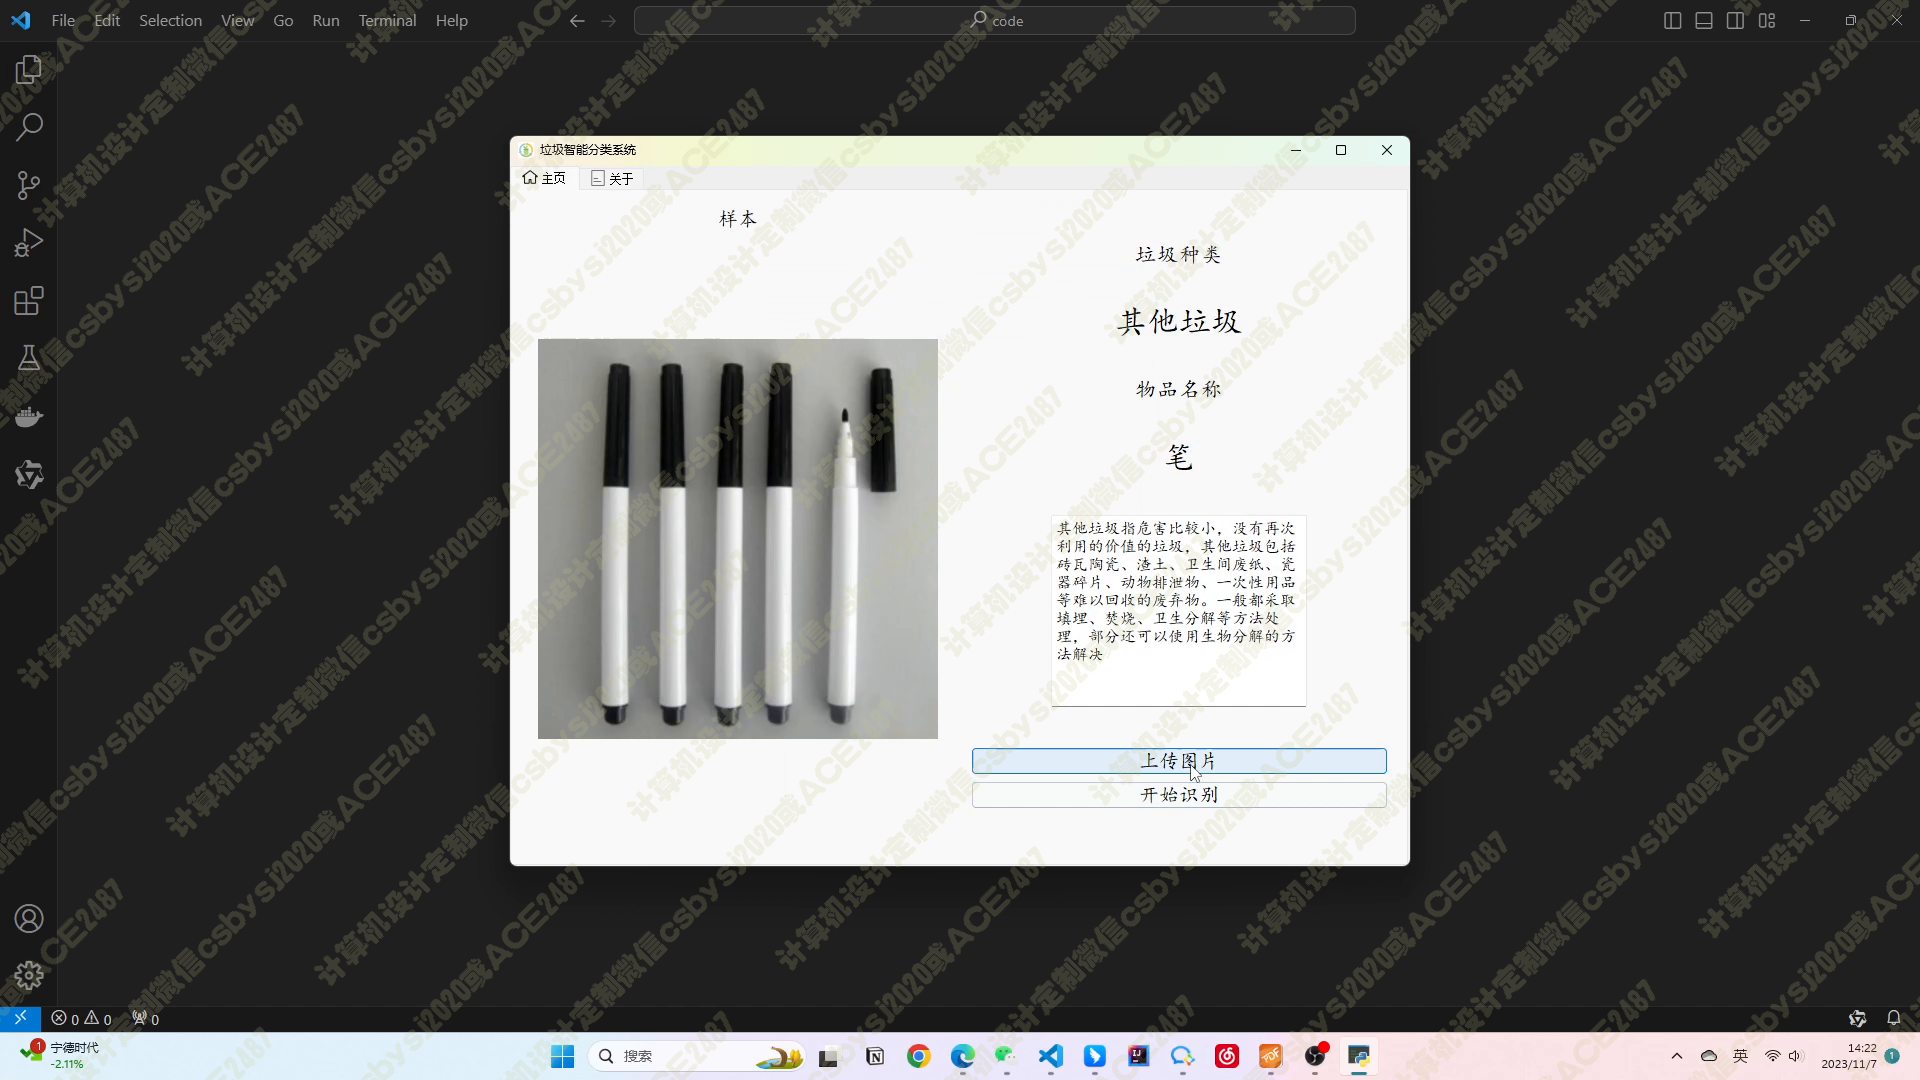 File Edit Selection View Go Run Terminal Help
code
垃圾智能分类系统
主页 关于
样本
垃圾种类
其他垃圾
物品名称
笔
其他垃圾指危害比较小，没有再次
利用的价值的垃圾，其他垃圾包括
砖瓦陶瓷、渣土、卫生间废纸、瓷
器碎片、动物排泄物、一次性用品
等难以回收的废弃物。一般都采取
填埋、焚烧、卫生分解等方法处
理，部分还可以使用生物分解的方
法解决
上传图片
开始识别
0 0 0
1
宁德时代
-2.11%
搜索
英
14:22
2023/11/7
1
计算机设计定制微信csbysj2020或ACE2487